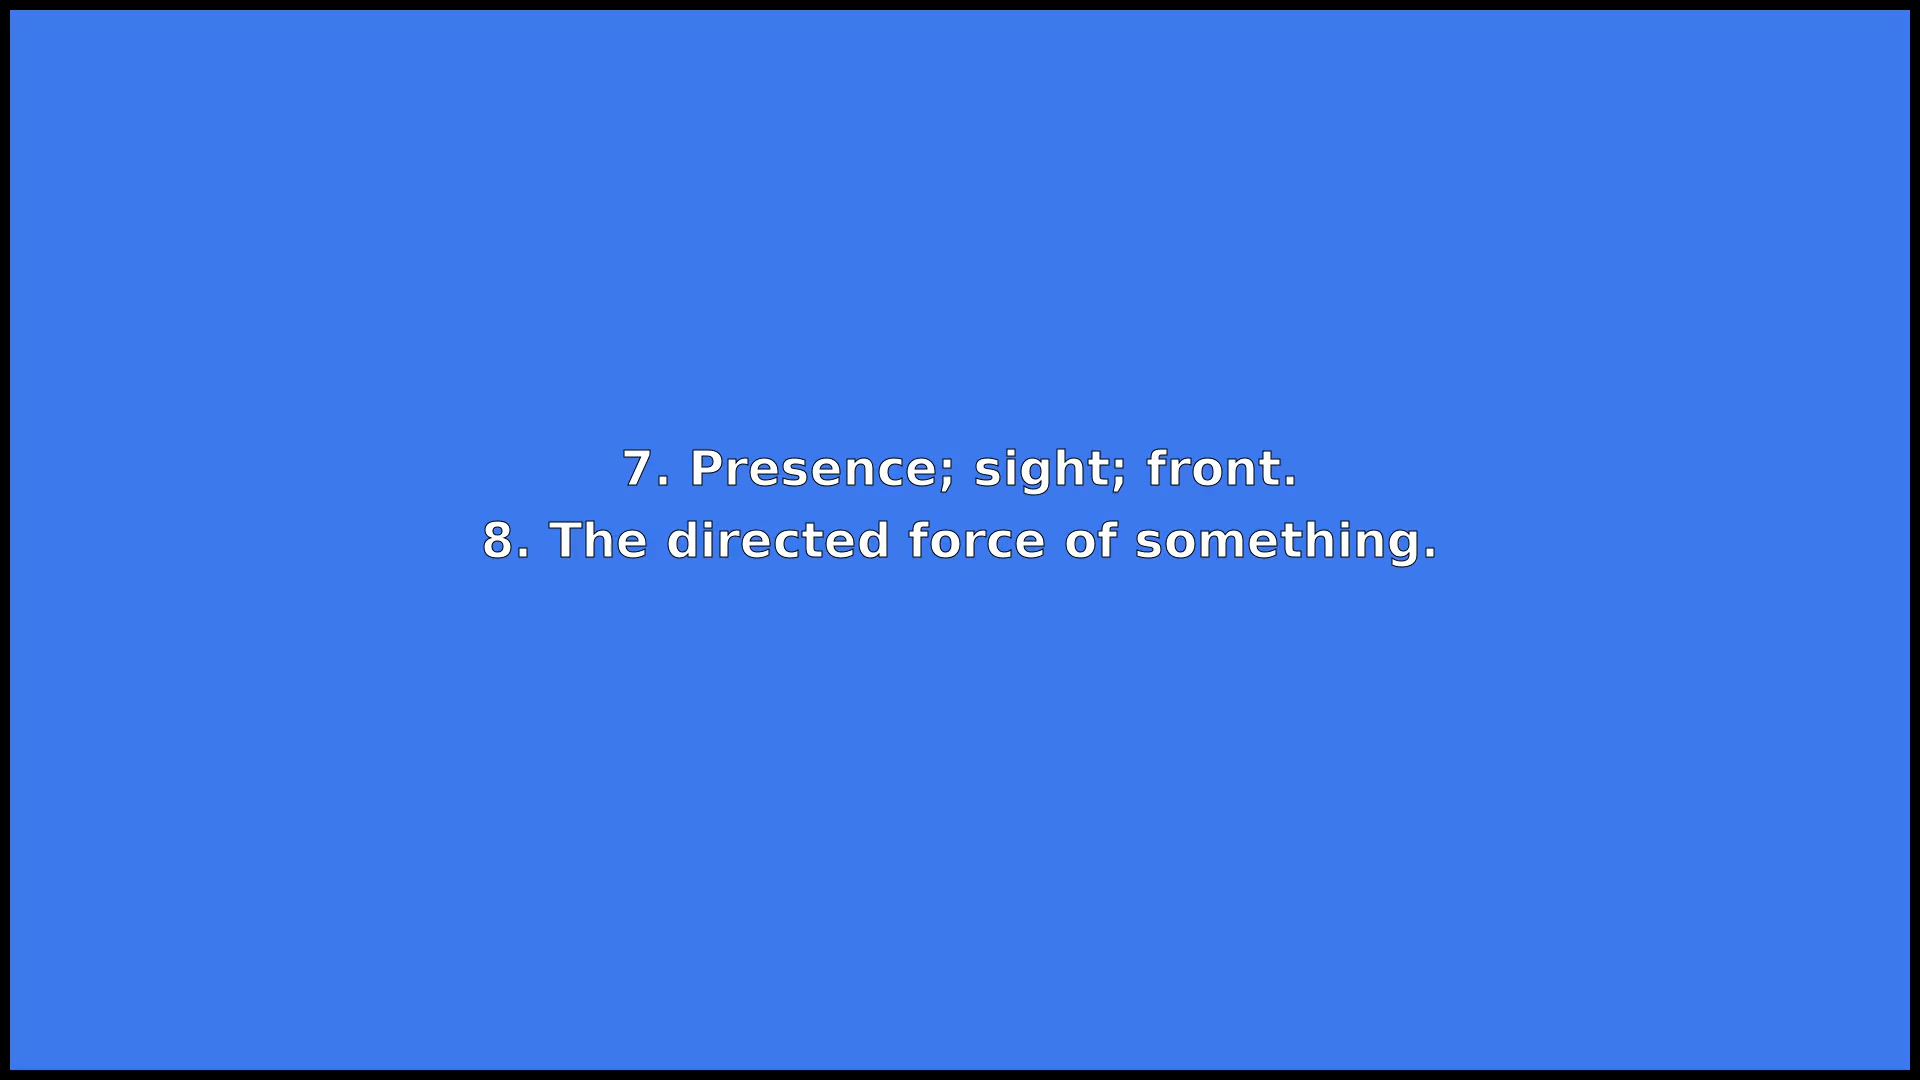 7. Presence; sight; front.
8. The directed force of something.